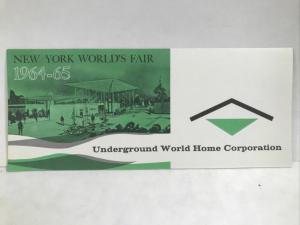 NEW YORK WORLD'S FAIR
1964-65
Underground World Home Corporation